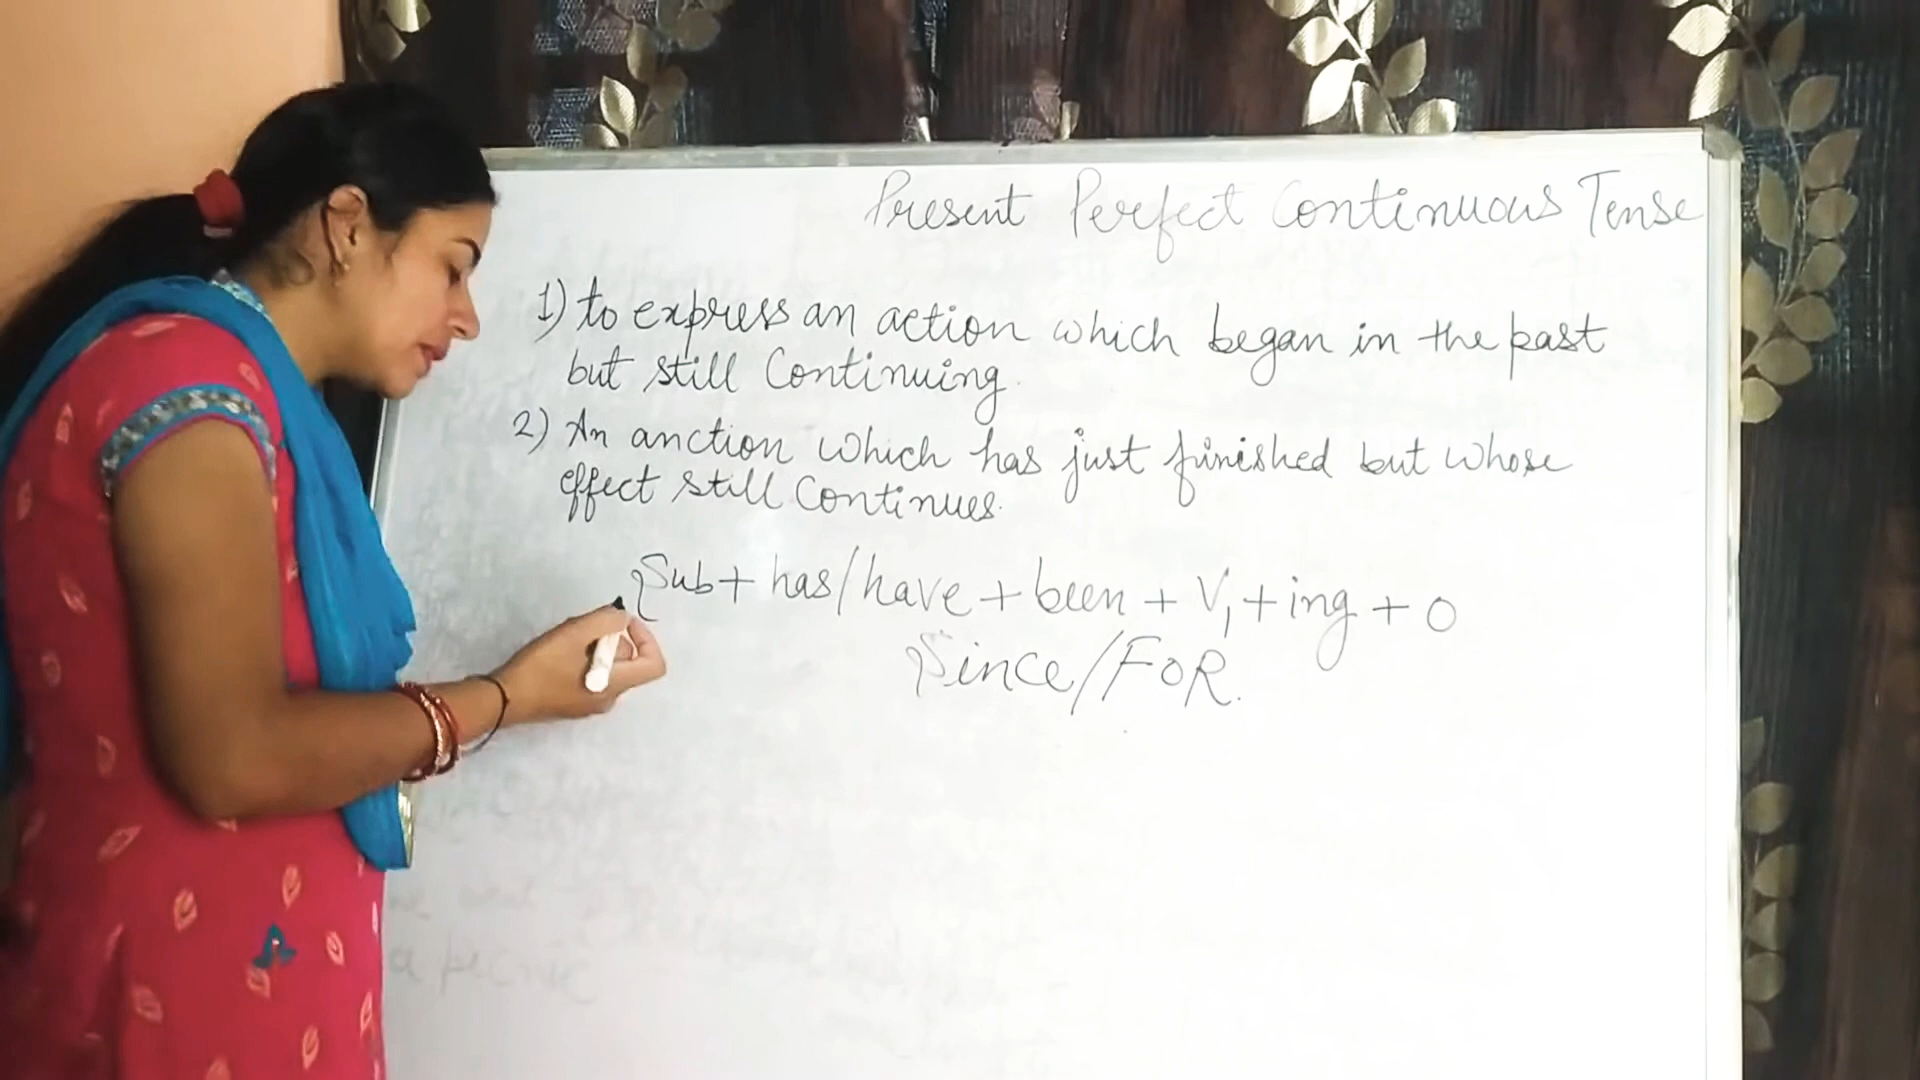 Present Perfect Continuous Tense
1) to express an action which began in the past
but still Continuing.
2) An anction which has just finished but whose
effect still Continues.
Sub + has/have + been + V1 + ing + O
Since/FOR.
a picnic